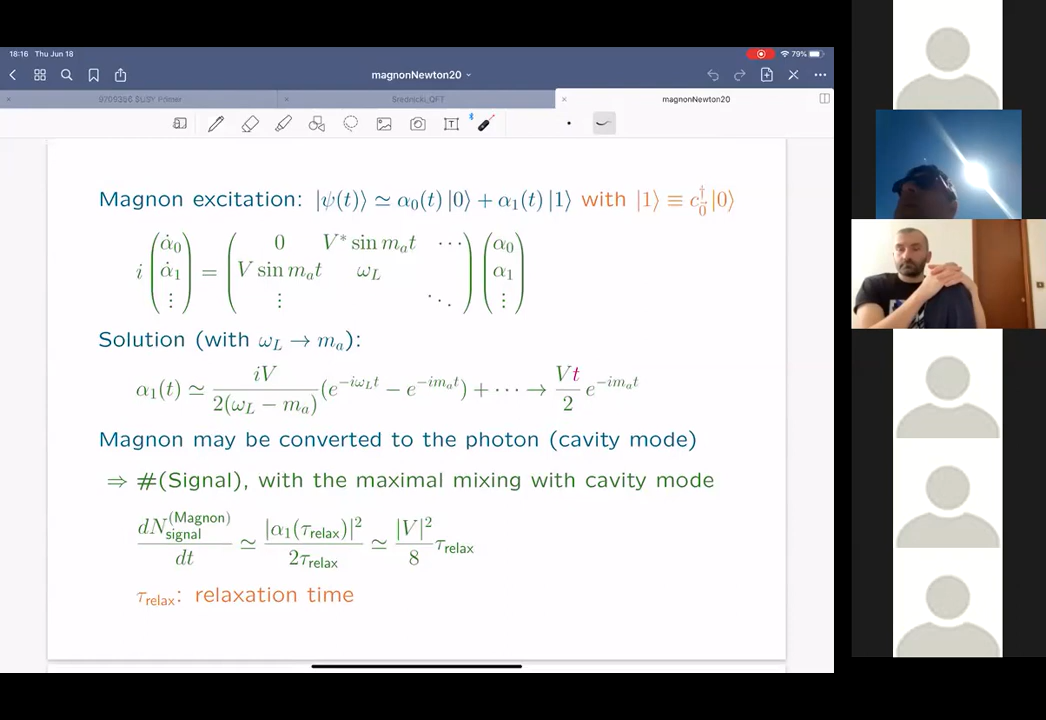 18:16 Thu Jun 18
79%
magnonNewton20
9709356 SUSY Primer
Srednicki_QFT
magnonNewton20
Magnon excitation: |ψ(t)⟩ ≃ α₀(t)|0⟩ + α₁(t)|1⟩ with |1⟩ ≡ c†_0⃗ |0⟩
i (α̇₀ α̇₁ ⋮) = (0 V* sin mₐt ⋯ ; V sin mₐt ω_L ; ⋮ ⋱) (α₀ α₁ ⋮)
Solution (with ω_L → mₐ):
α₁(t) ≃ iV / 2(ω_L − mₐ) (e^{−iω_L t} − e^{−imₐt}) + ⋯ → Vt / 2 e^{−imₐt}
Magnon may be converted to the photon (cavity mode)
⇒ #(Signal), with the maximal mixing with cavity mode
dN_signal^(Magnon) / dt ≃ |α₁(τ_relax)|² / 2τ_relax ≃ |V|² / 8 τ_relax
τ_relax: relaxation time